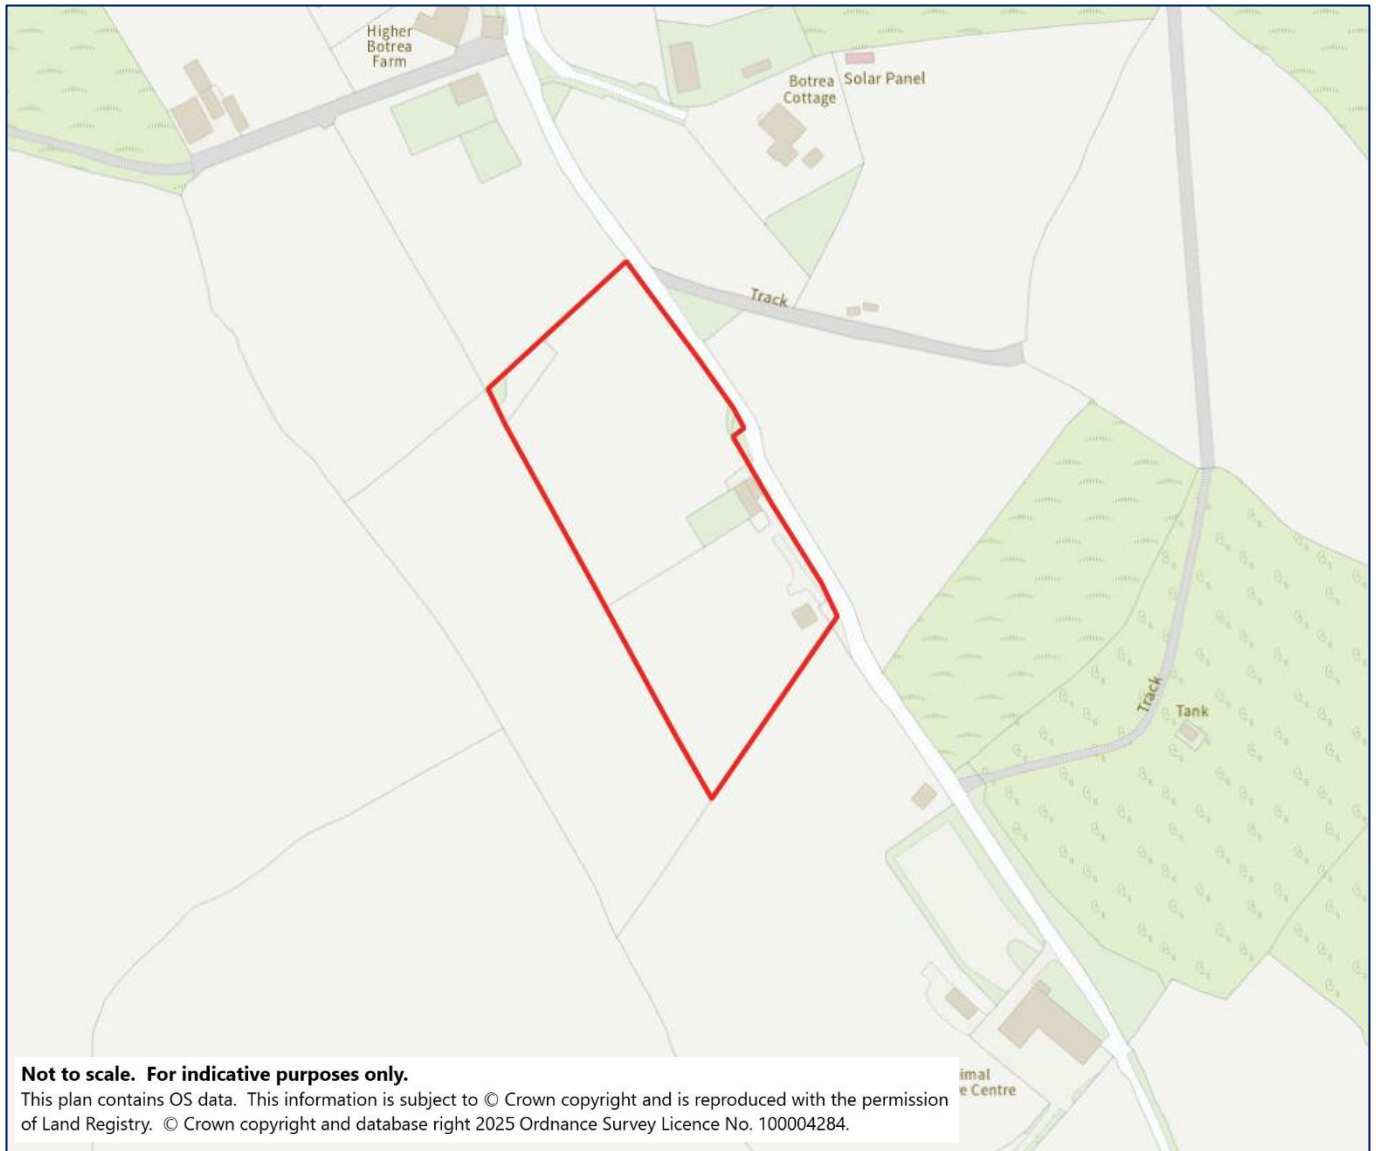 Higher
Botrea
Farm
Botrea
Cottage
Solar Panel
Track
Track
Tank
Not to scale. For indicative purposes only.
This plan contains OS data. This information is subject to © Crown copyright and is reproduced with the permission
of Land Registry. © Crown copyright and database right 2025 Ordnance Survey Licence No. 100004284.
Centre